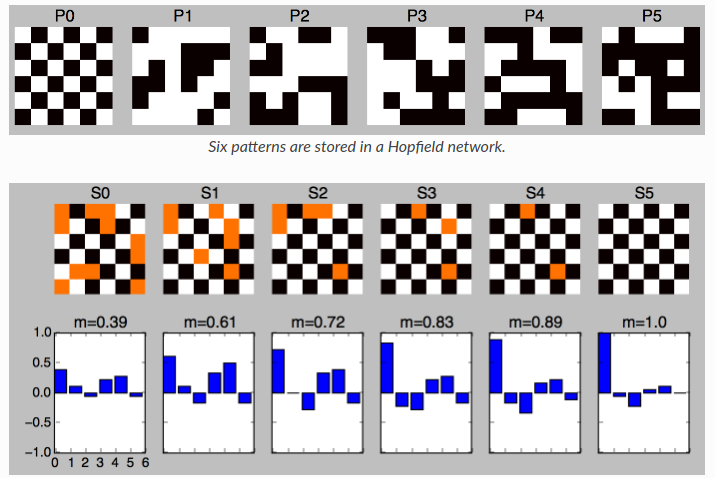 P0 P1 P2 P3 P4 P5
Six patterns are stored in a Hopfield network.
S0 S1 S2 S3 S4 S5
m=0.39 m=0.61 m=0.72 m=0.83 m=0.89 m=1.0
1.0
0.5
0.0
−0.5
−1.0
0 1 2 3 4 5 6